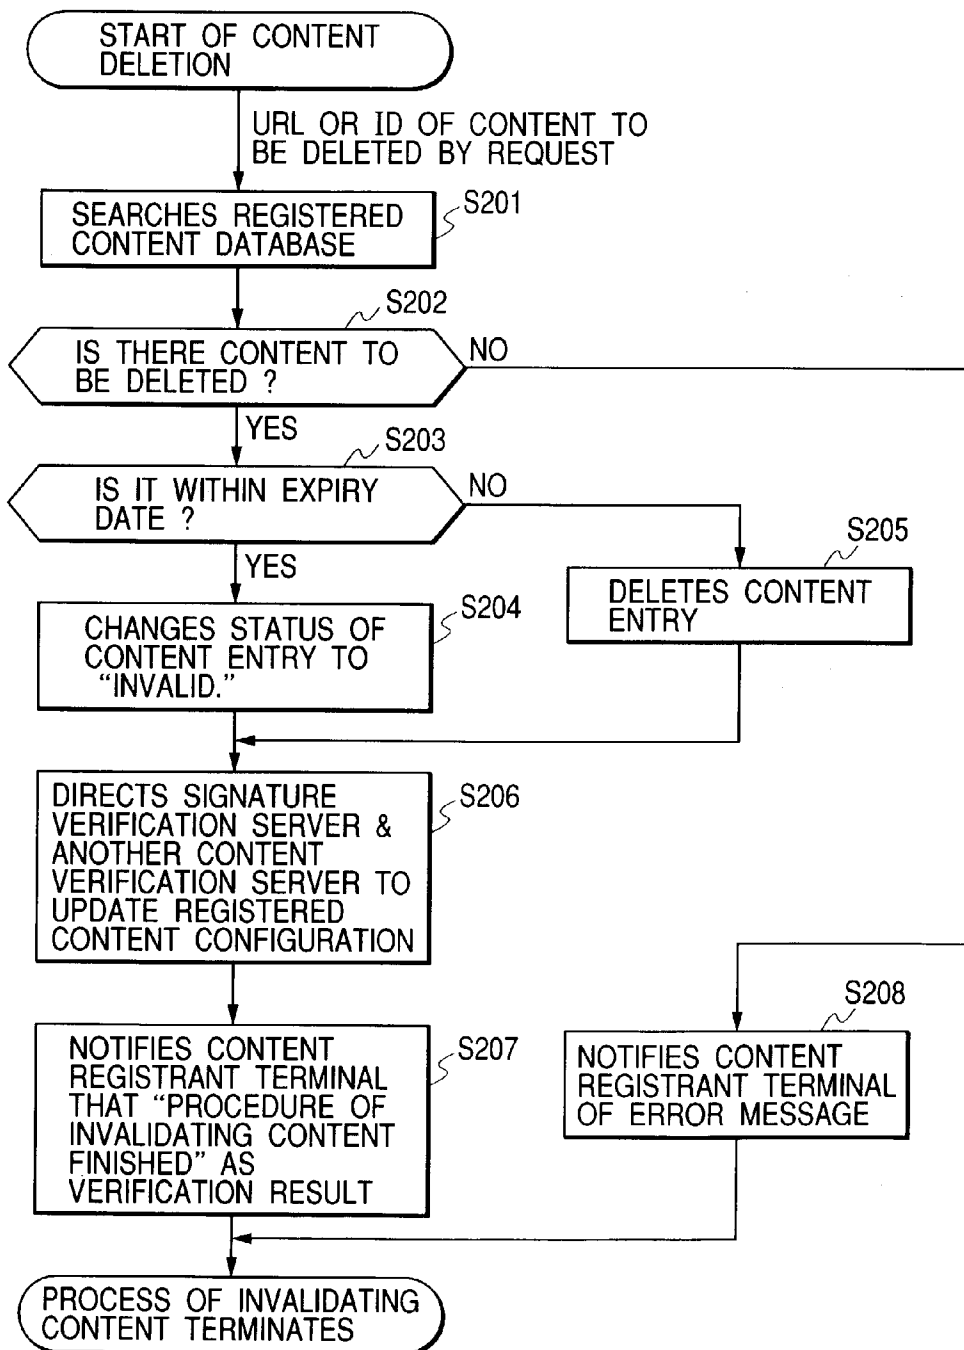 START OF CONTENT
DELETION
URL OR ID OF CONTENT TO
BE DELETED BY REQUEST
S201
SEARCHES REGISTERED
CONTENT DATABASE
S202
IS THERE CONTENT TO
BE DELETED ?
NO
YES
S203
IS IT WITHIN EXPIRY
DATE ?
NO
YES
S205
DELETES CONTENT
ENTRY
S204
CHANGES STATUS OF
CONTENT ENTRY TO
“INVALID.”
S206
DIRECTS SIGNATURE
VERIFICATION SERVER &
ANOTHER CONTENT
VERIFICATION SERVER TO
UPDATE REGISTERED
CONTENT CONFIGURATION
S207
NOTIFIES CONTENT
REGISTRANT TERMINAL
THAT “PROCEDURE OF
INVALIDATING CONTENT
FINISHED” AS
VERIFICATION RESULT
S208
NOTIFIES CONTENT
REGISTRANT TERMINAL
OF ERROR MESSAGE
PROCESS OF INVALIDATING
CONTENT TERMINATES